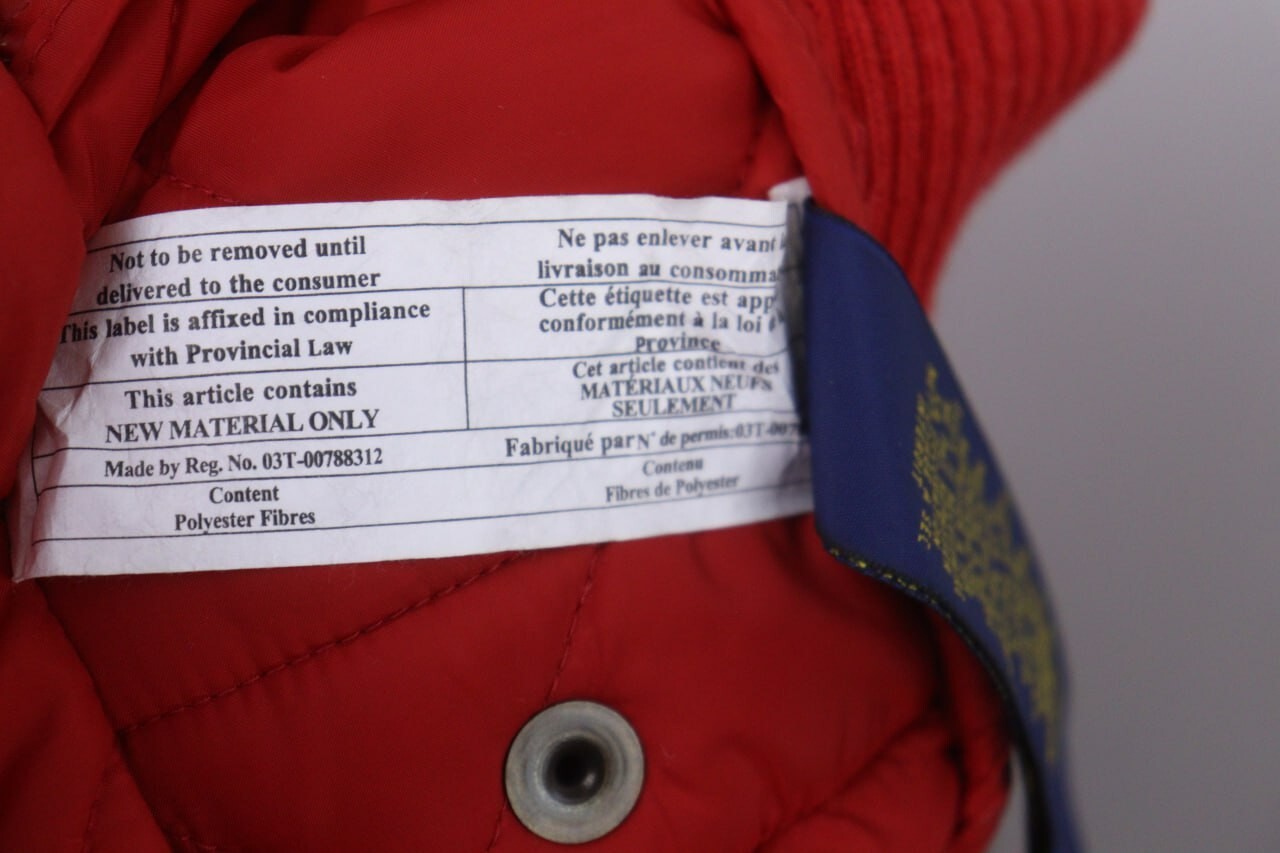 Not to be removed until
delivered to the consumer
This label is affixed in compliance
with Provincial Law
This article contains
NEW MATERIAL ONLY
Made by Reg. No. 03T-00788312
Content
Polyester Fibres
Ne pas enlever avant
livraison au
Cette étiquette est
conformément à la loi
Province
Cet article contient des
MATÉRIAUX NEUFS
SEULEMENT
Fabriqué par N° de permis:
Contenu
Fibres de Polyester